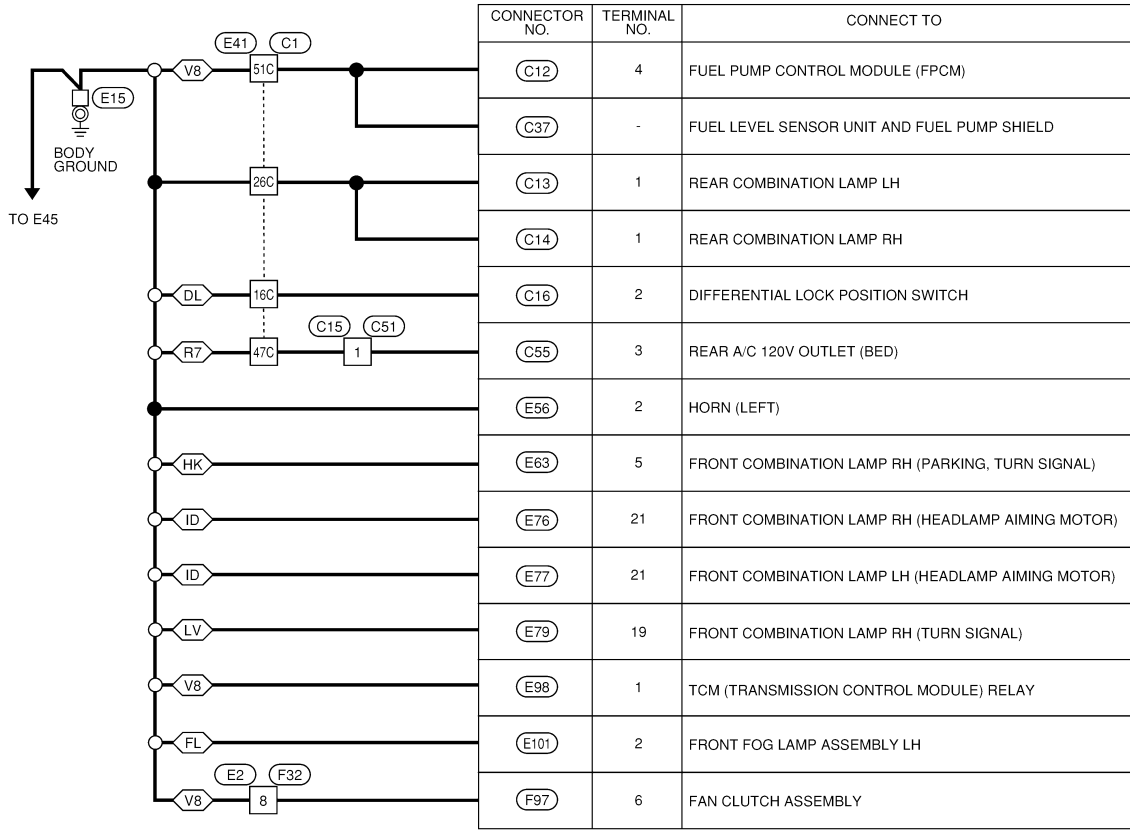 CONNECTOR NO. TERMINAL NO. CONNECT TO
E41 C1
V8 51C C12 4 FUEL PUMP CONTROL MODULE (FPCM)
E15
BODY
GROUND
TO E45
C37 - FUEL LEVEL SENSOR UNIT AND FUEL PUMP SHIELD
26C C13 1 REAR COMBINATION LAMP LH
C14 1 REAR COMBINATION LAMP RH
DL 16C C16 2 DIFFERENTIAL LOCK POSITION SWITCH
C15 C51
R7 47C 1 C55 3 REAR A/C 120V OUTLET (BED)
E56 2 HORN (LEFT)
HK E63 5 FRONT COMBINATION LAMP RH (PARKING, TURN SIGNAL)
ID E76 21 FRONT COMBINATION LAMP RH (HEADLAMP AIMING MOTOR)
ID E77 21 FRONT COMBINATION LAMP LH (HEADLAMP AIMING MOTOR)
LV E79 19 FRONT COMBINATION LAMP RH (TURN SIGNAL)
V8 E98 1 TCM (TRANSMISSION CONTROL MODULE) RELAY
FL E101 2 FRONT FOG LAMP ASSEMBLY LH
E2 F32
V8 8 F97 6 FAN CLUTCH ASSEMBLY